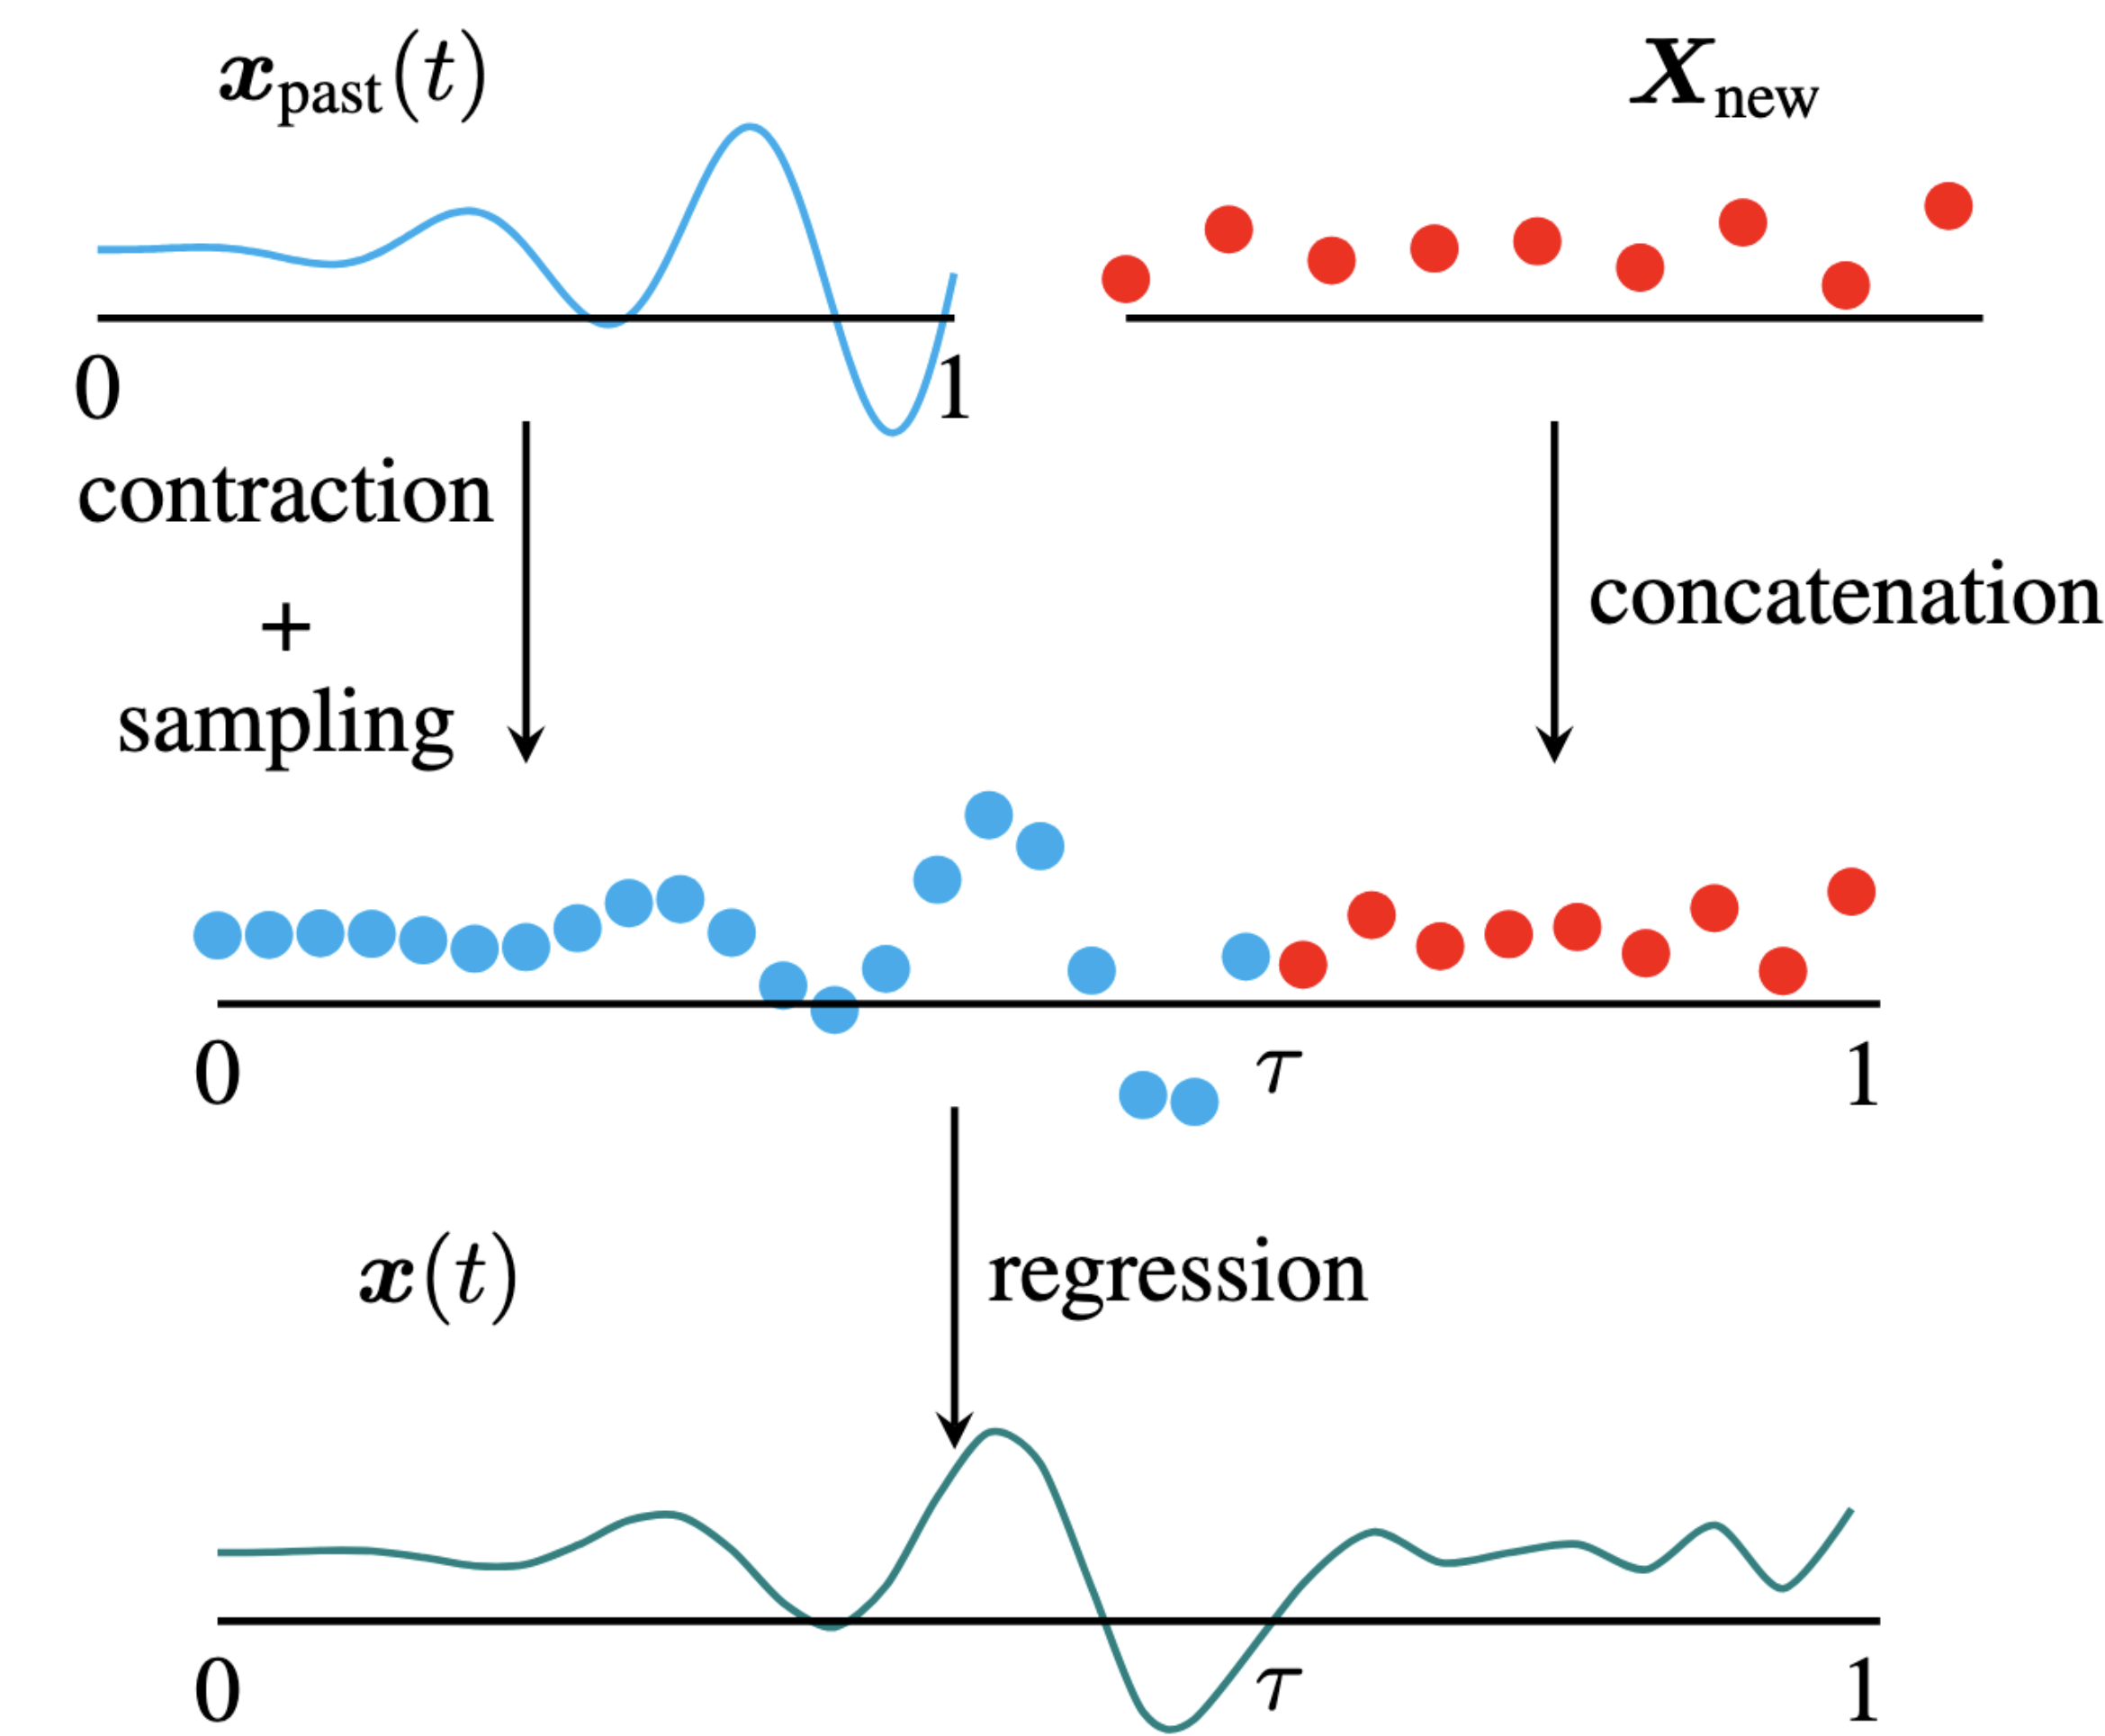 x_past(t)
X_new
0 1
contraction
+
sampling
concatenation
0 τ 1
x(t)
regression
0 τ 1